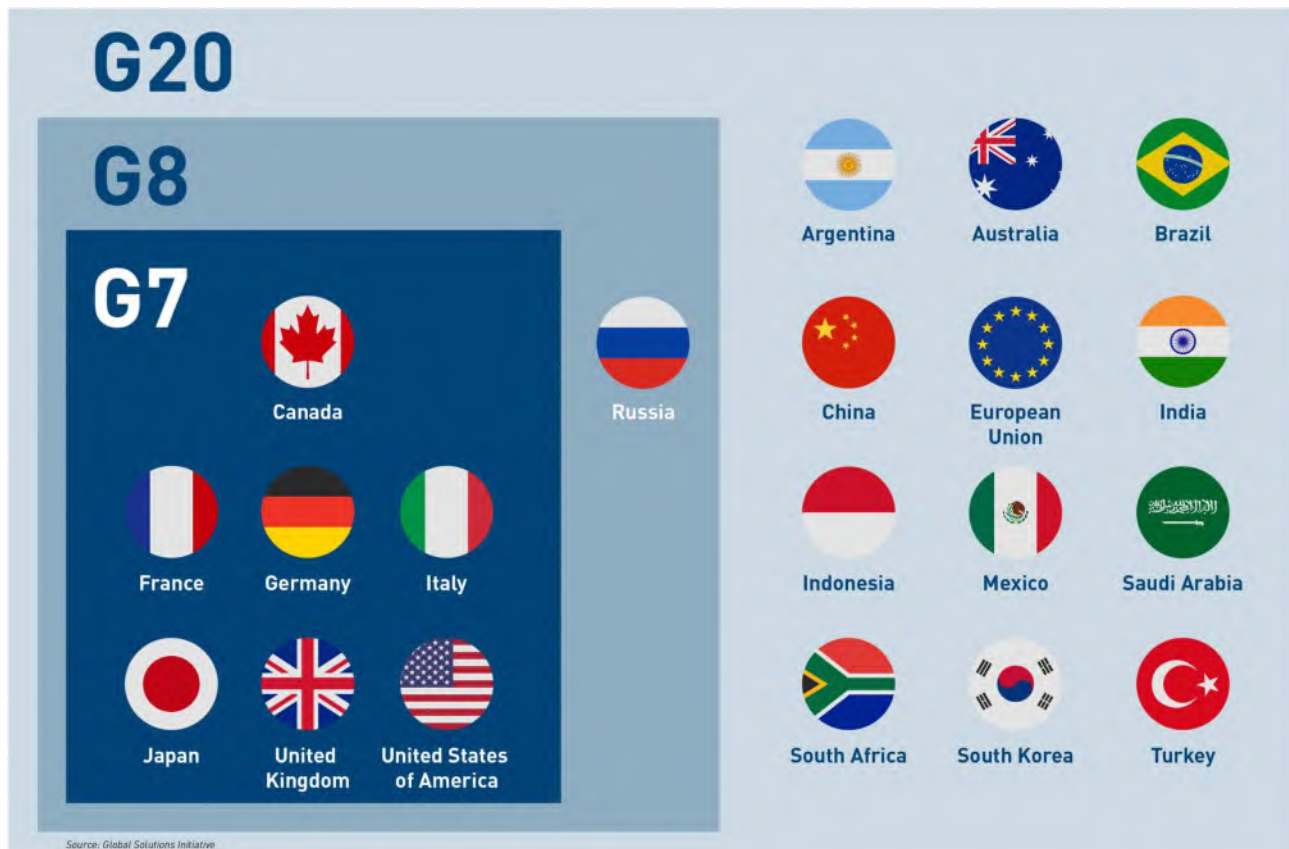 G20
G8
G7
Canada
France
Germany
Italy
Japan
United
Kingdom
United States
of America
Russia
Argentina
Australia
Brazil
China
European
Union
India
Indonesia
Mexico
Saudi Arabia
South Africa
South Korea
Turkey
Source: Global Solutions Initiative